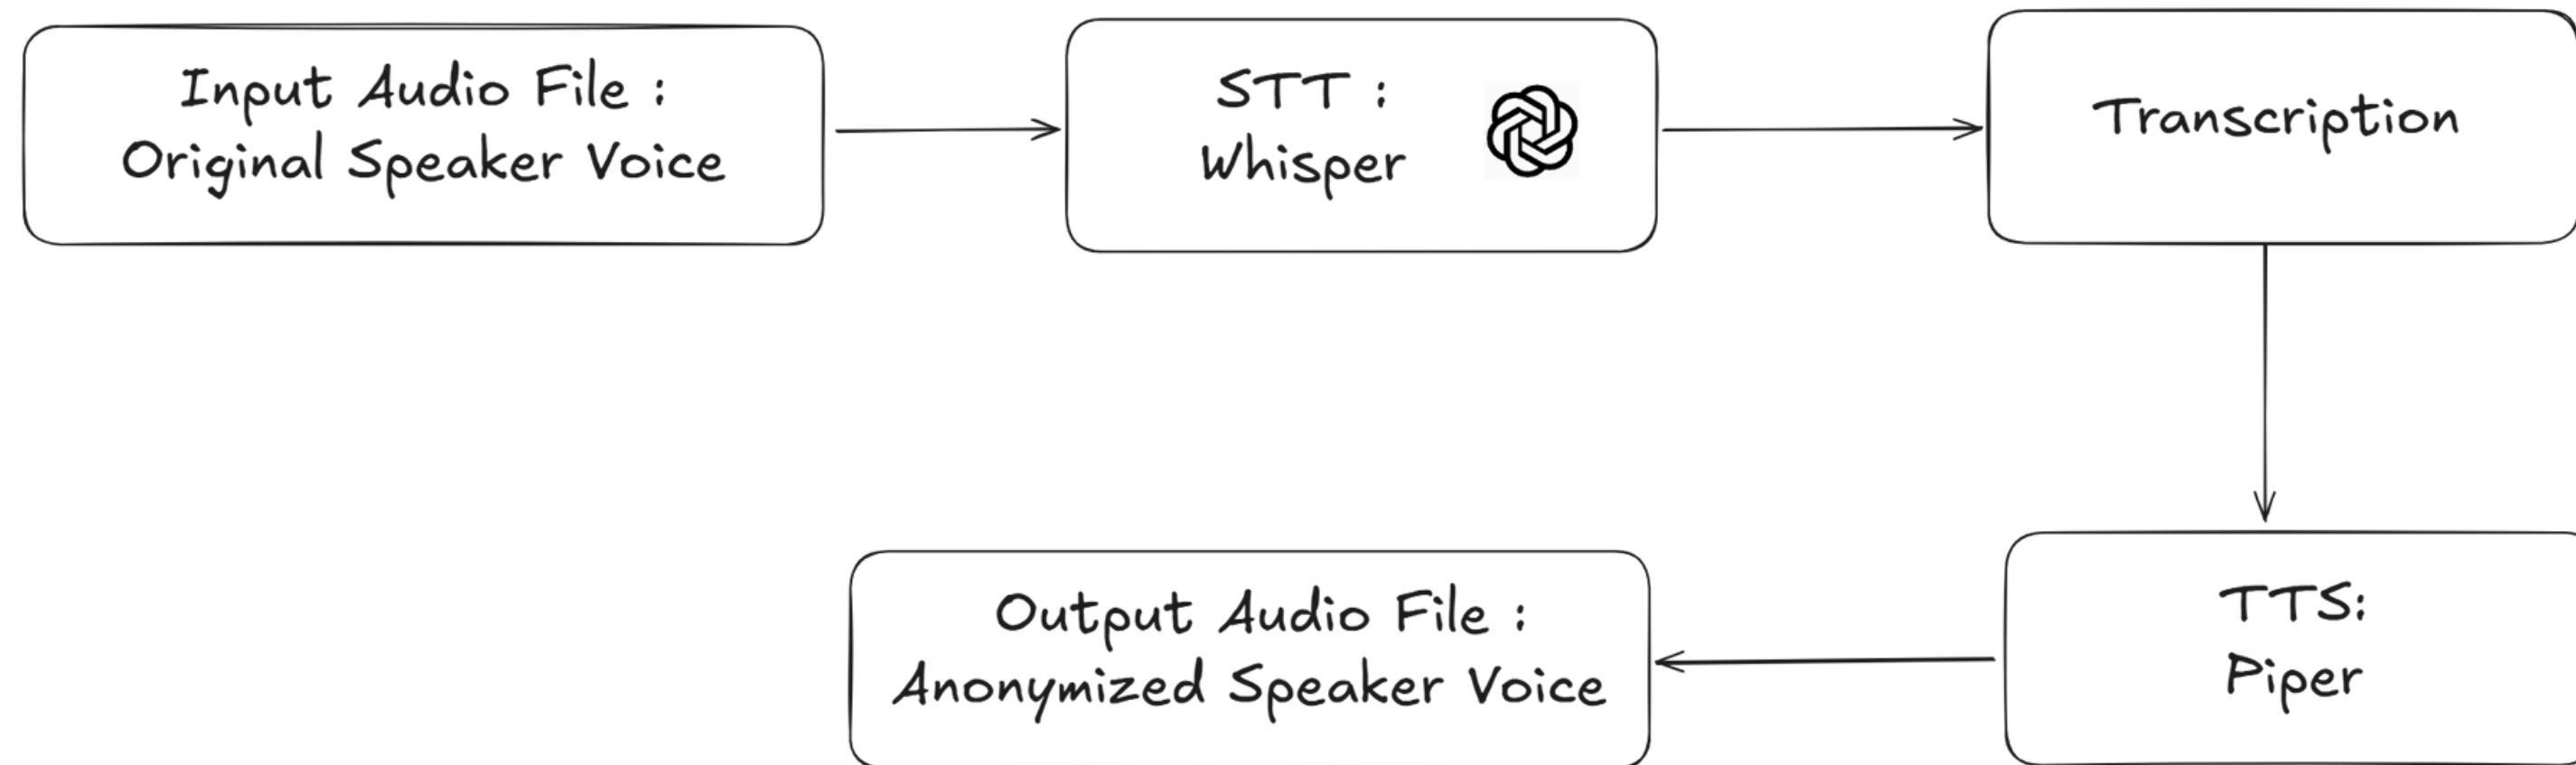 Input Audio File :
Original Speaker Voice
STT :
Whisper
Transcription
TTS:
Piper
Output Audio File :
Anonymized Speaker Voice